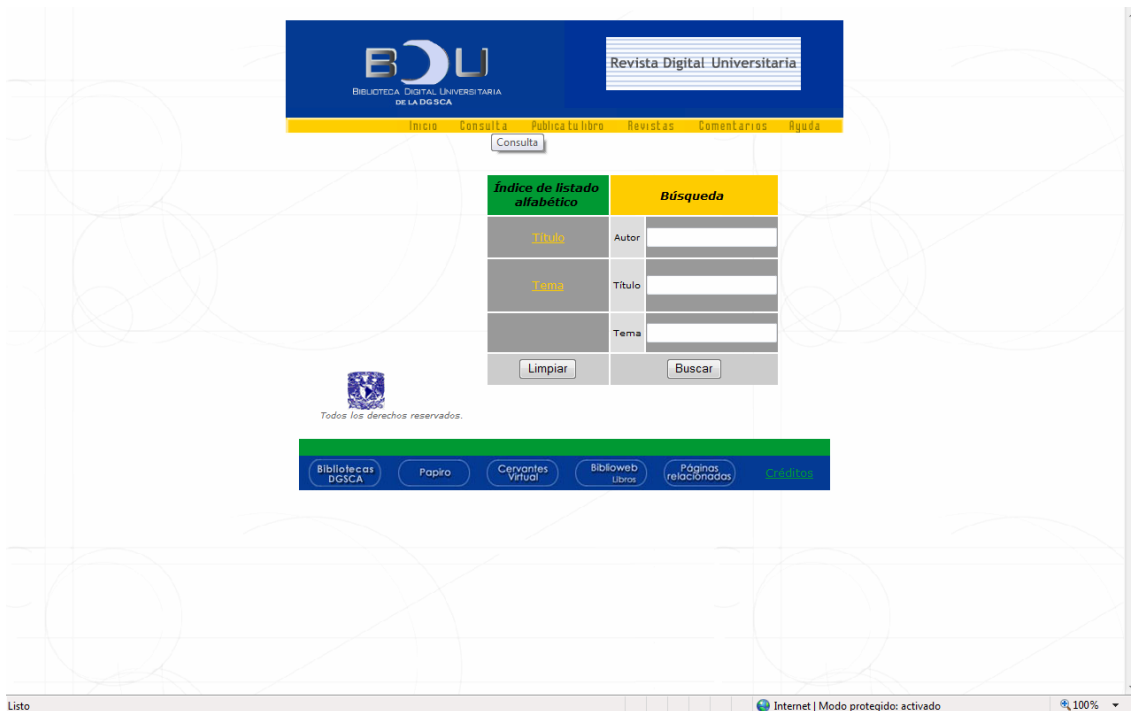 BDU
BIBLIOTECA DIGITAL UNIVERSITARIA
DE LA DGSCA
Revista Digital Universitaria
Inicio Consulta Publica tu libro Revistas Comentarios Ayuda
Consulta
Índice de listado
alfabético
Búsqueda
Título
Autor
Tema
Título
Tema
Limpiar
Buscar
Todos los derechos reservados.
Bibliotecas
DGSCA
Papiro
Cervantes
Virtual
Biblioweb
Libros
Páginas
relacionadas
Créditos
Listo
Internet | Modo protegido: activado
100%